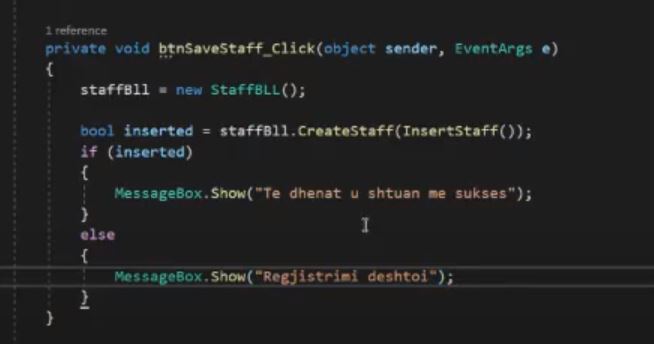 1 reference
private void btnSaveStaff_Click(object sender, EventArgs e)
{
staffBll = new StaffBLL();
bool inserted = staffBll.CreateStaff(InsertStaff());
if (inserted)
{
MessageBox.Show("Te dhenat u shtuan me sukses");
}
else
{
MessageBox.Show("Regjistrimi deshtoi");
}
}